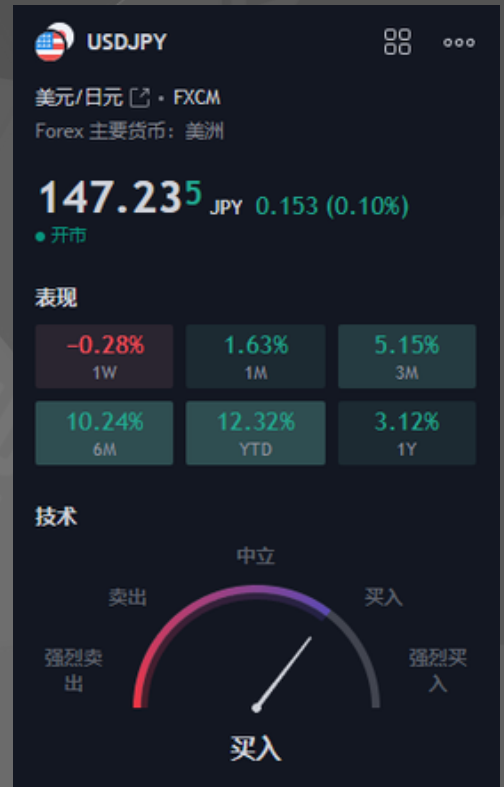 USDJPY
美元/日元 • FXCM
Forex 主要货币: 美洲
147.235 JPY 0.153 (0.10%)
开市
表现
−0.28% 1.63% 5.15%
1W 1M 3M
10.24% 12.32% 3.12%
6M YTD 1Y
技术
中立
卖出 买入
强烈卖出 强烈买入
买入